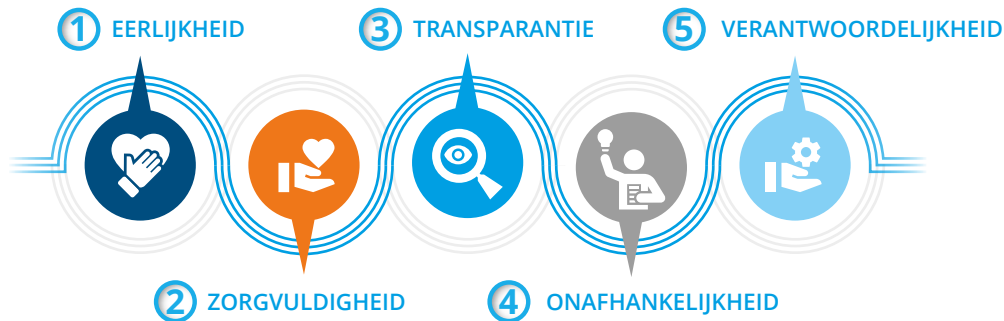 1 EERLIJKHEID
3 TRANSPARANTIE
5 VERANTWOORDELIJKHEID
2 ZORGVULDIGHEID
4 ONAFHANKELIJKHEID